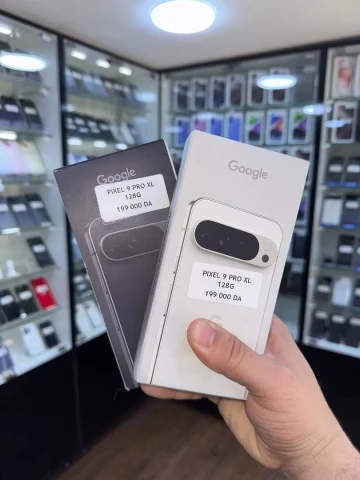 Google
PIXEL 9 PRO XL
128G
199 000 DA
Google
PIXEL 9 PRO XL
128G
199 000 DA